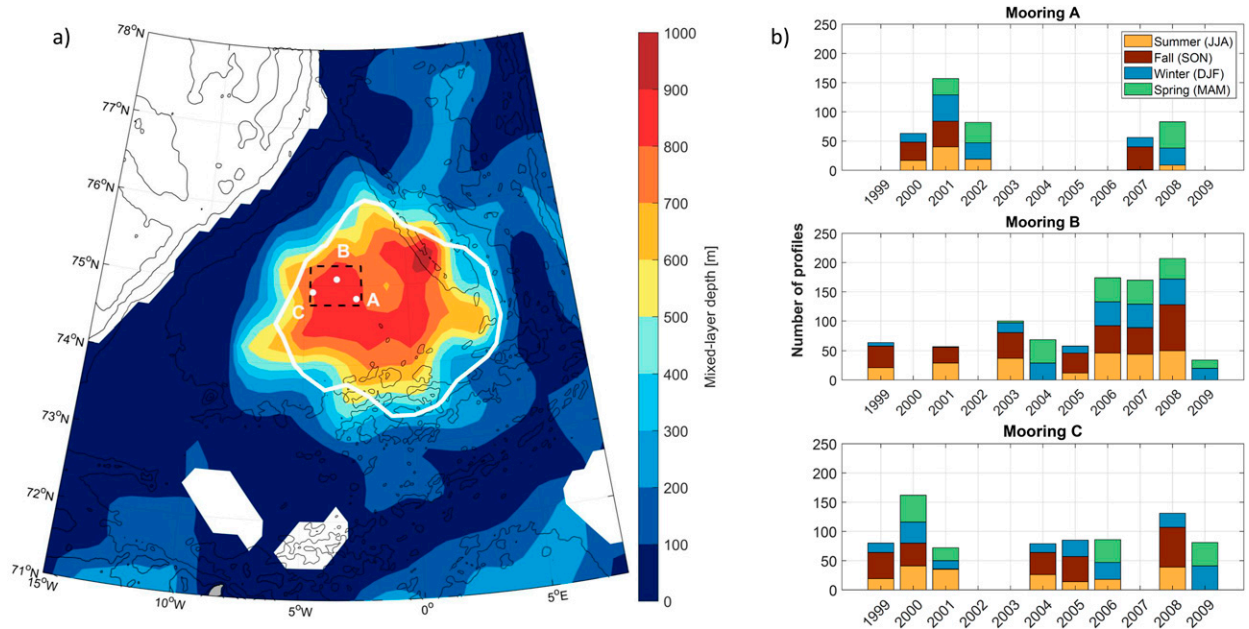 a)
78°N
77°N
76°N
75°N
74°N
73°N
72°N
71°N
15°W
10°W
5°W
0°
5°E
B
C
A
1000
900
800
700
600
500
400
300
200
100
0
Mixed-layer depth [m]
b)
Mooring A
250
200
150
100
50
0
Summer (JJA)
Fall (SON)
Winter (DJF)
Spring (MAM)
1999
2000
2001
2002
2003
2004
2005
2006
2007
2008
2009
Mooring B
Number of profiles
250
200
150
100
50
0
1999
2000
2001
2002
2003
2004
2005
2006
2007
2008
2009
Mooring C
250
200
150
100
50
0
1999
2000
2001
2002
2003
2004
2005
2006
2007
2008
2009